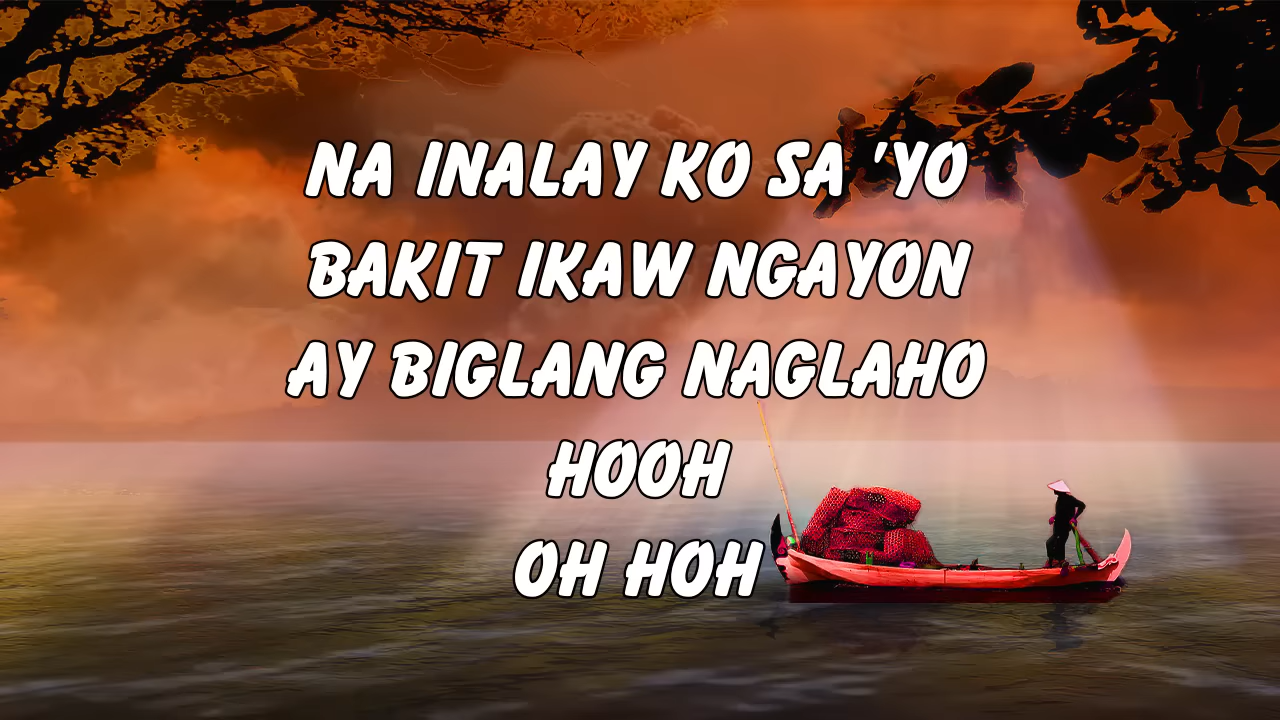 NA INALAY KO SA 'YO
BAKIT IKAW NGAYON
AY BIGLANG NAGLAHO
HOOH
OH HOH